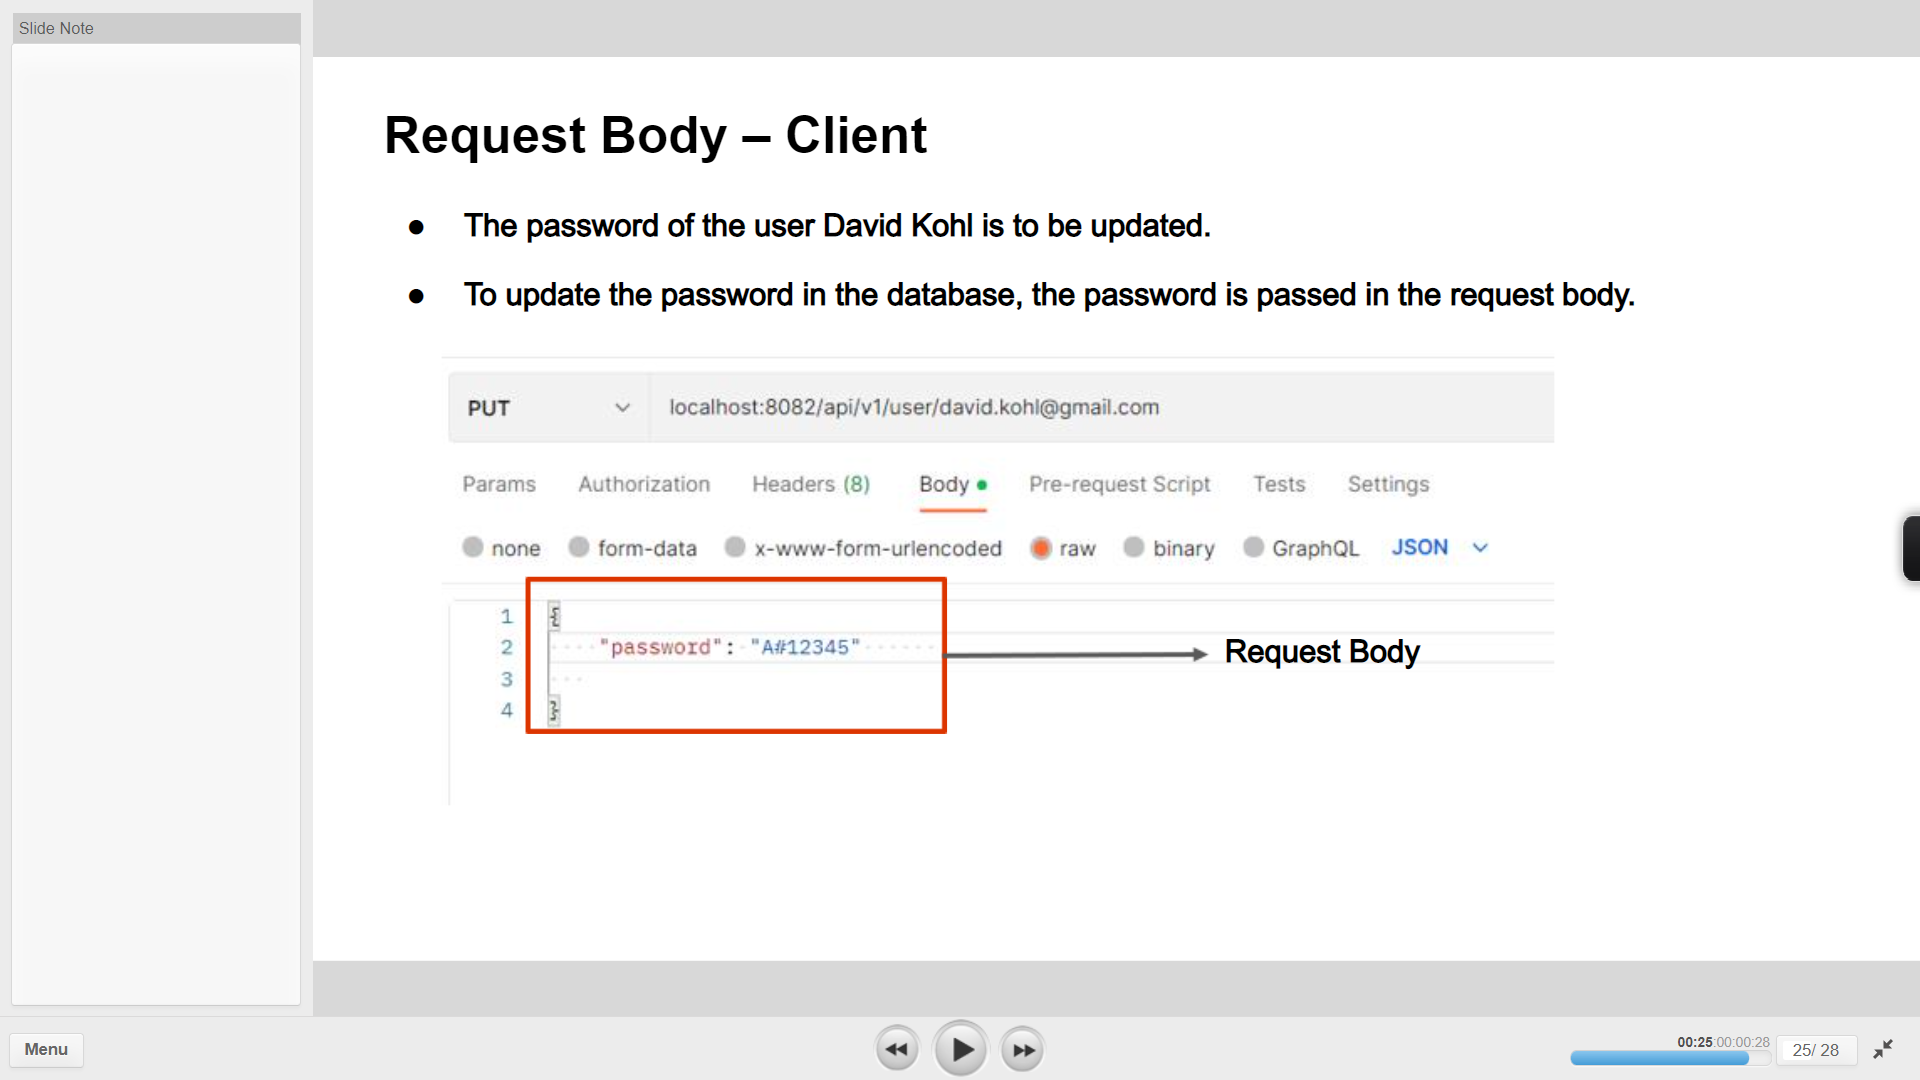 Slide Note
Request Body – Client
● The password of the user David Kohl is to be updated.
● To update the password in the database, the password is passed in the request body.
PUT localhost:8082/api/v1/user/david.kohl@gmail.com
Params Authorization Headers (8) Body Pre-request Script Tests Settings
none form-data x-www-form-urlencoded raw binary GraphQL JSON
1 {
2 "password": "A#12345"
Request Body
3
4 }
Menu
00:25:00:00:28
25/ 28